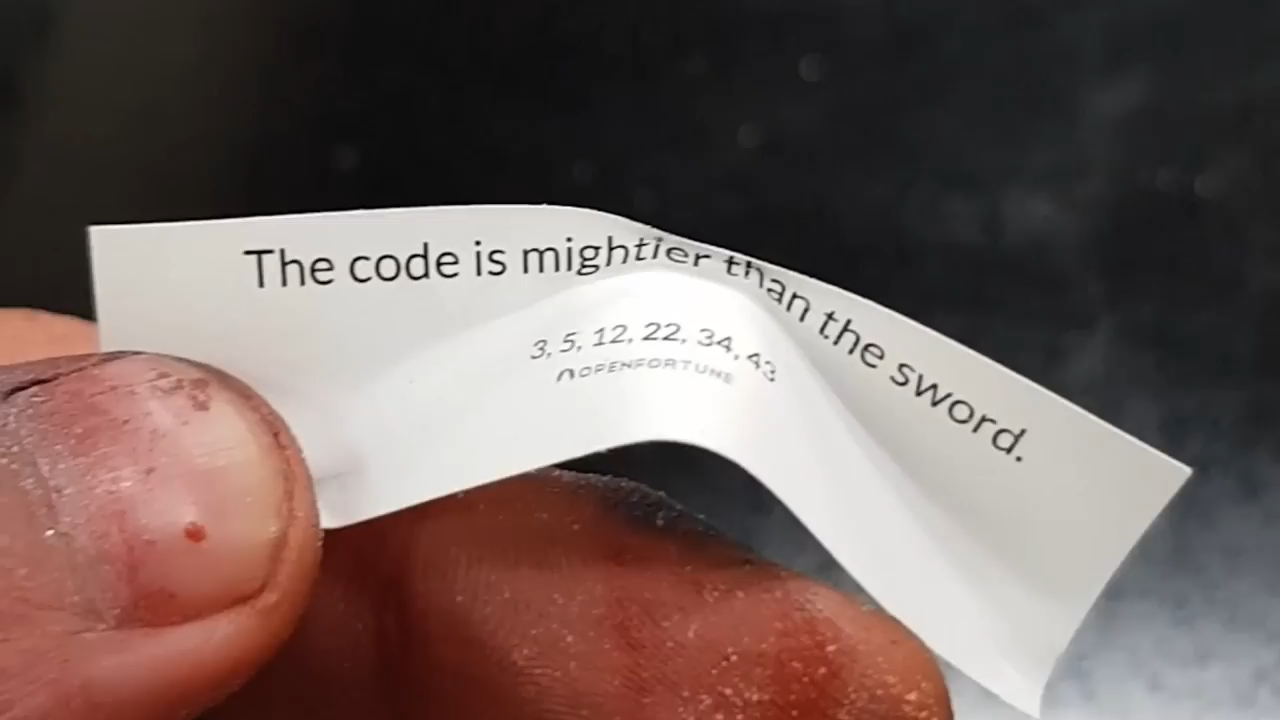 The code is mightier than the sword.
3, 5, 12, 22, 34, 43
OPENFORTUNE